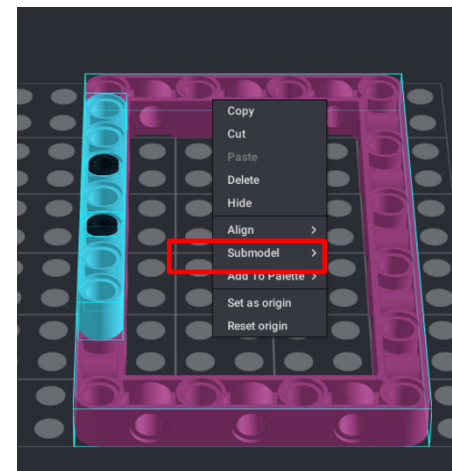 Copy
Cut
Paste
Delete
Hide
Align >
Submodel >
Add To Palette >
Set as origin
Reset origin